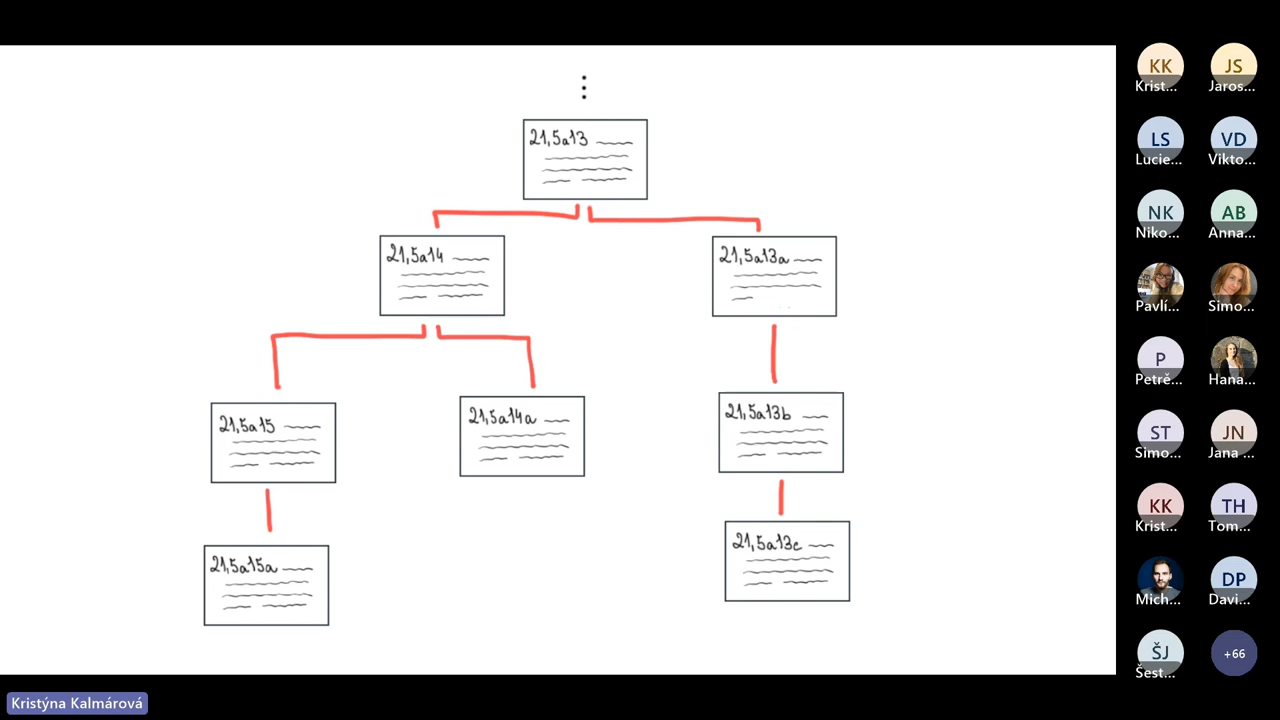 21,5a13
21,5a14
21,5a13a
21,5a15
21,5a14a
21,5a13b
21,5a15a
21,5a13c
KK
Krist...
JS
Jaros...
LS
Lucie...
VD
Vikto...
NK
Niko...
AB
Anna...
Pavlí...
Simo...
P
Petrě...
Hana...
ST
Simo...
JN
Jana ...
KK
Krist...
TH
Tom...
Mich...
DP
Davi...
ŠJ
Šest...
+66
Kristýna Kalmárová